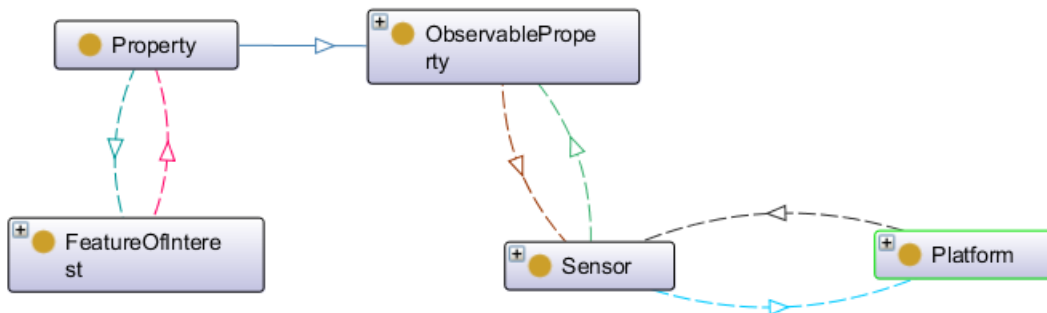 Property
ObservablePrope
rty
FeatureOfIntere
st
Sensor
Platform